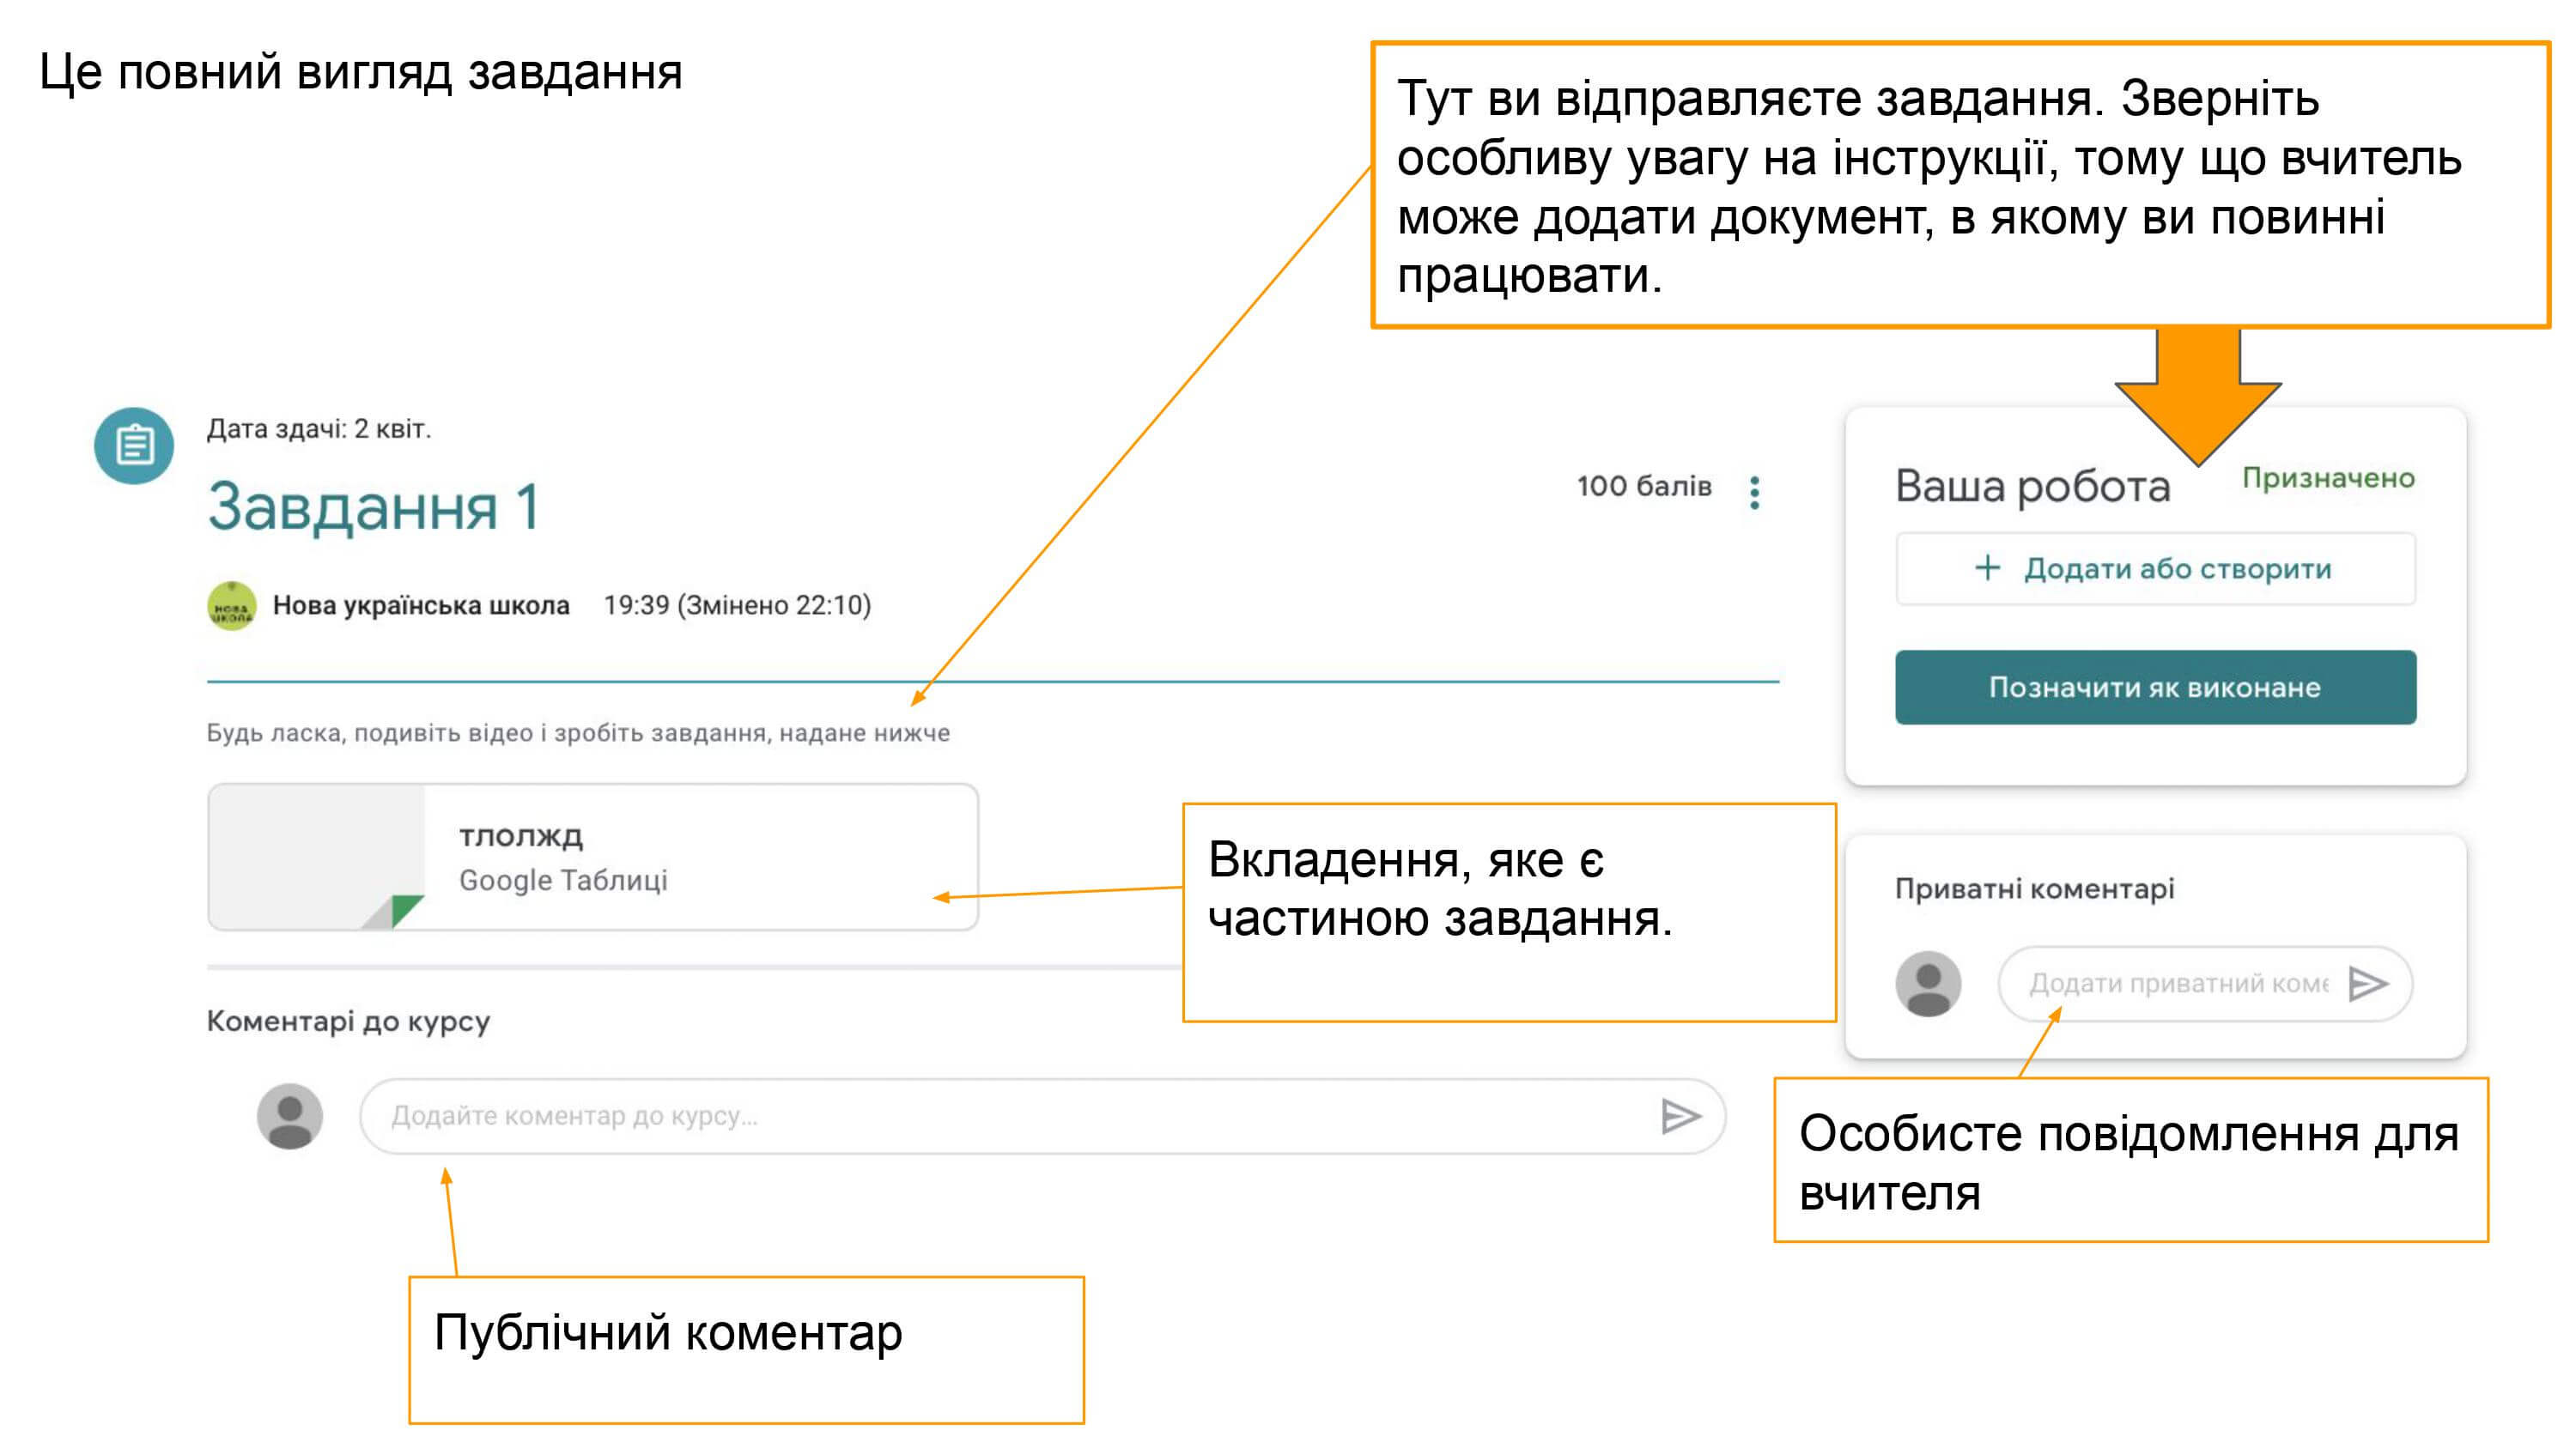 Це повний вигляд завдання
Тут ви відправляєте завдання. Зверніть
особливу увагу на інструкції, тому що вчитель
може додати документ, в якому ви повинні
працювати.
Дата здачі: 2 квіт.
Завдання 1
100 балів
НОВА
ШКОЛА
Нова українська школа 19:39 (Змінено 22:10)
Будь ласка, подивіть відео і зробіть завдання, надане нижче
тлолжд
Google Таблиці
Вкладення, яке є
частиною завдання.
Коментарі до курсу
Додайте коментар до курсу...
Публічний коментар
Ваша робота Призначено
+ Додати або створити
Позначити як виконане
Приватні коментарі
Додати приватний коме
Особисте повідомлення для
вчителя